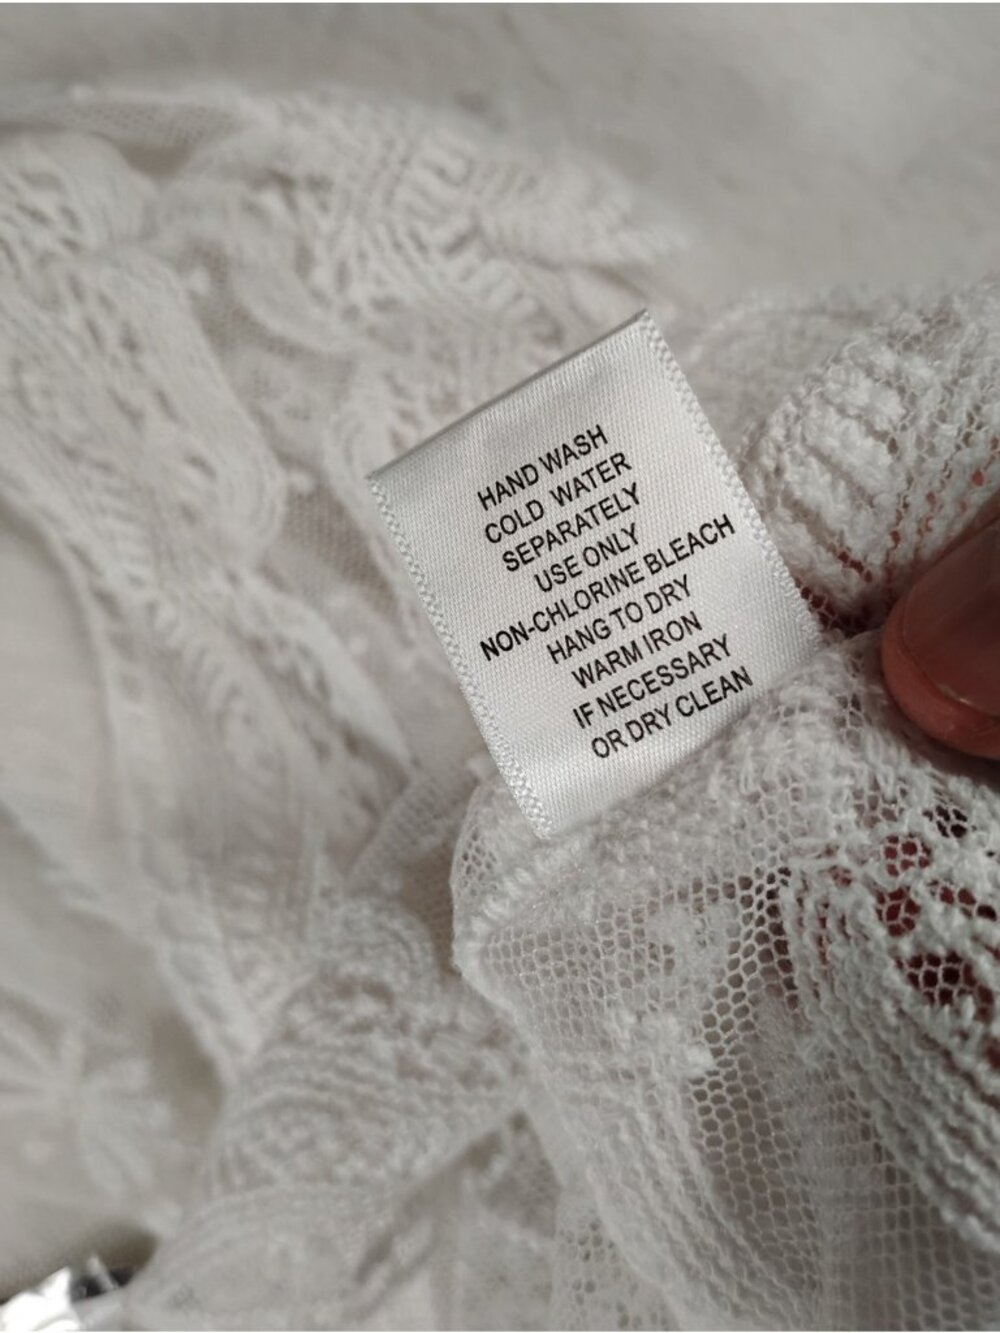 HAND WASH
COLD WATER
SEPARATELY
USE ONLY
NON-CHLORINE BLEACH
HANG TO DRY
WARM IRON
IF NECESSARY
OR DRY CLEAN